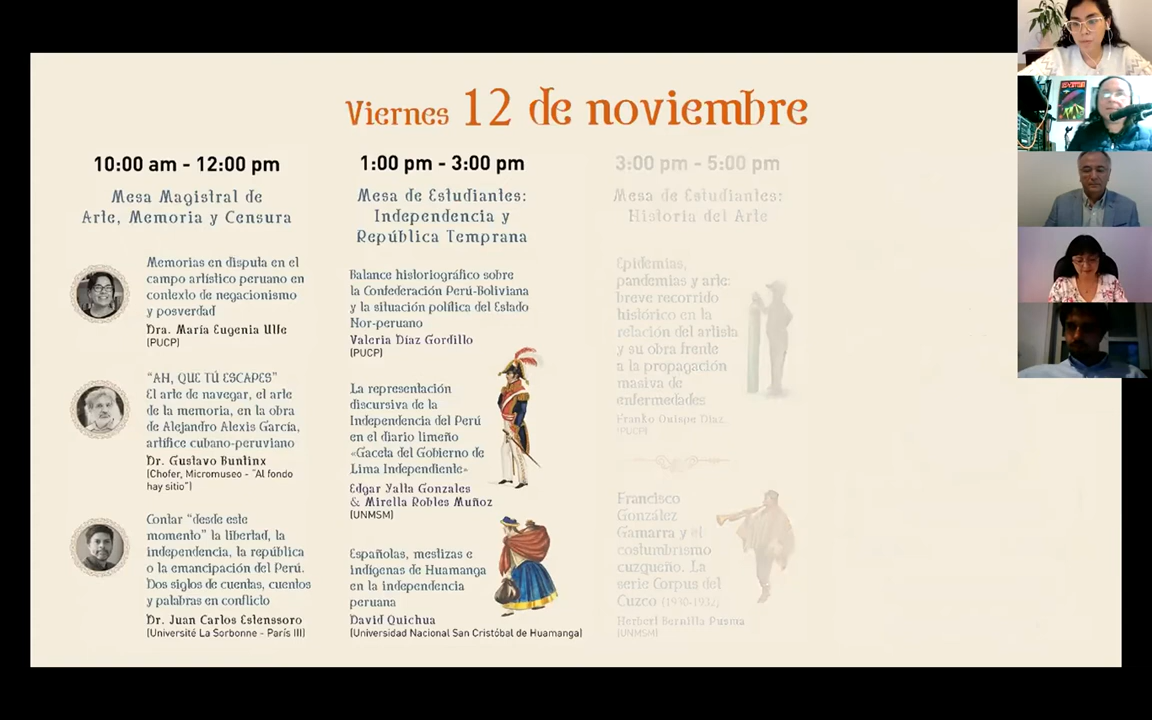 Viernes 12 de noviembre
10:00 am - 12:00 pm
Mesa Magistral de
Arte, Memoria y Censura
Memorias en disputa en el
campo artístico peruano en
contexto de negacionismo
y posverdad
Dra. María Eugenia Ulfe
(PUCP)
“AH, QUE TÚ ESCAPES”
El arte de navegar, el arte
de la memoria, en la obra
de Alejandro Alexis García,
artífice cubano-peruviano
Dr. Gustavo Buntinx
(Chofer, Micromuseo - “Al fondo
hay sitio”)
Contar “desde este
momento” la libertad, la
independencia, la república
o la emancipación del Perú.
Dos siglos de cuentas, cuentos
y palabras en conflicto
Dr. Juan Carlos Estenssoro
(Université La Sorbonne - París III)
1:00 pm - 3:00 pm
Mesa de Estudiantes:
Independencia y
República Temprana
Balance historiográfico sobre
la Confederación Perú-Boliviana
y la situación política del Estado
Nor-peruano
Valeria Díaz Gordillo
(PUCP)
La representación
discursiva de la
Independencia del Perú
en el diario limeño
«Gaceta del Gobierno de
Lima Independiente»
Edgar Yalla Gonzales
& Mirella Robles Muñoz
(UNMSM)
Españolas, mestizas e
indígenas de Huamanga
en la independencia
peruana
David Quichua
(Universidad Nacional San Cristóbal de Huamanga)
3:00 pm - 5:00 pm
Mesa de Estudiantes:
Historia del Arte
Epidemias,
pandemias y arte:
breve recorrido
histórico en la
relación del artista
y su obra frente
a la propagación
masiva de
enfermedades
Franko Quispe Díaz
(PUCP)
Francisco
González
Gamarra y el
costumbrismo
cuzqueño. La
serie Corpus del
Cuzco (1930-1932)
Herbert Bonilla Pusma
(UNMSM)